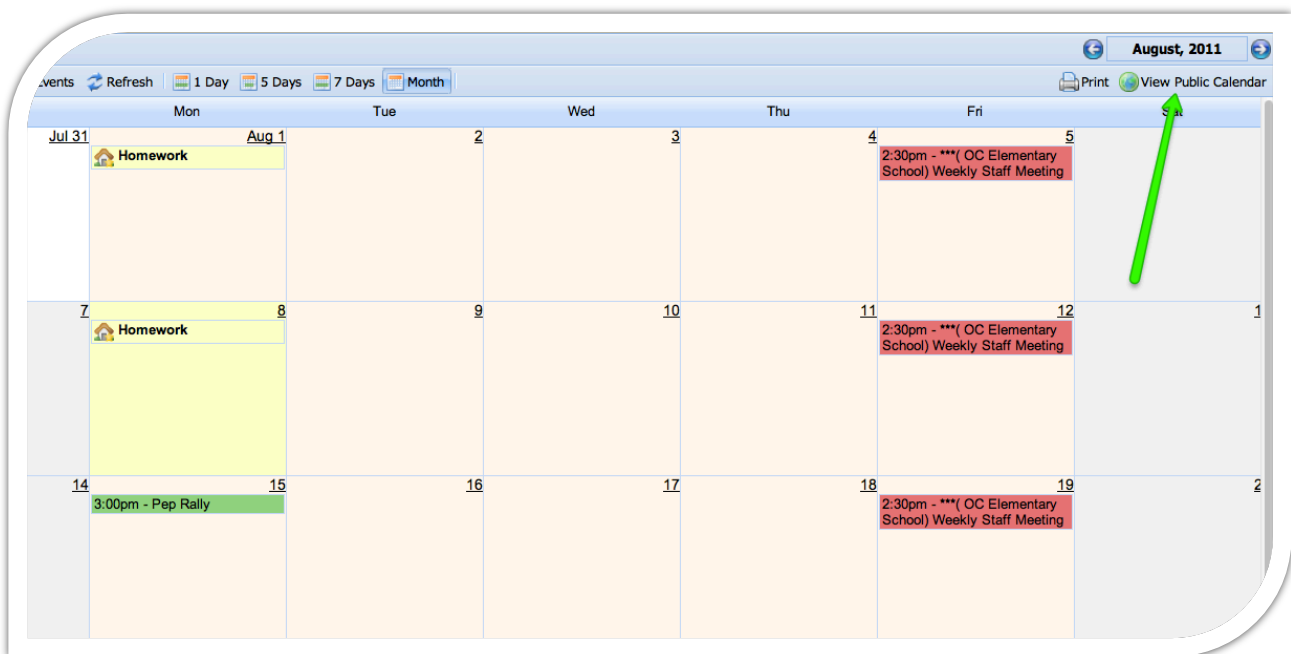 August, 2011
Refresh 1 Day 5 Days 7 Days Month Print View Public Calendar
Mon Tue Wed Thu Fri
Jul 31 Aug 1 2 3 4 5
Homework
2:30pm - ***( OC Elementary
School) Weekly Staff Meeting
7 8 9 10 11 12
Homework
2:30pm - ***( OC Elementary
School) Weekly Staff Meeting
14 15 16 17 18 19
3:00pm - Pep Rally
2:30pm - ***( OC Elementary
School) Weekly Staff Meeting